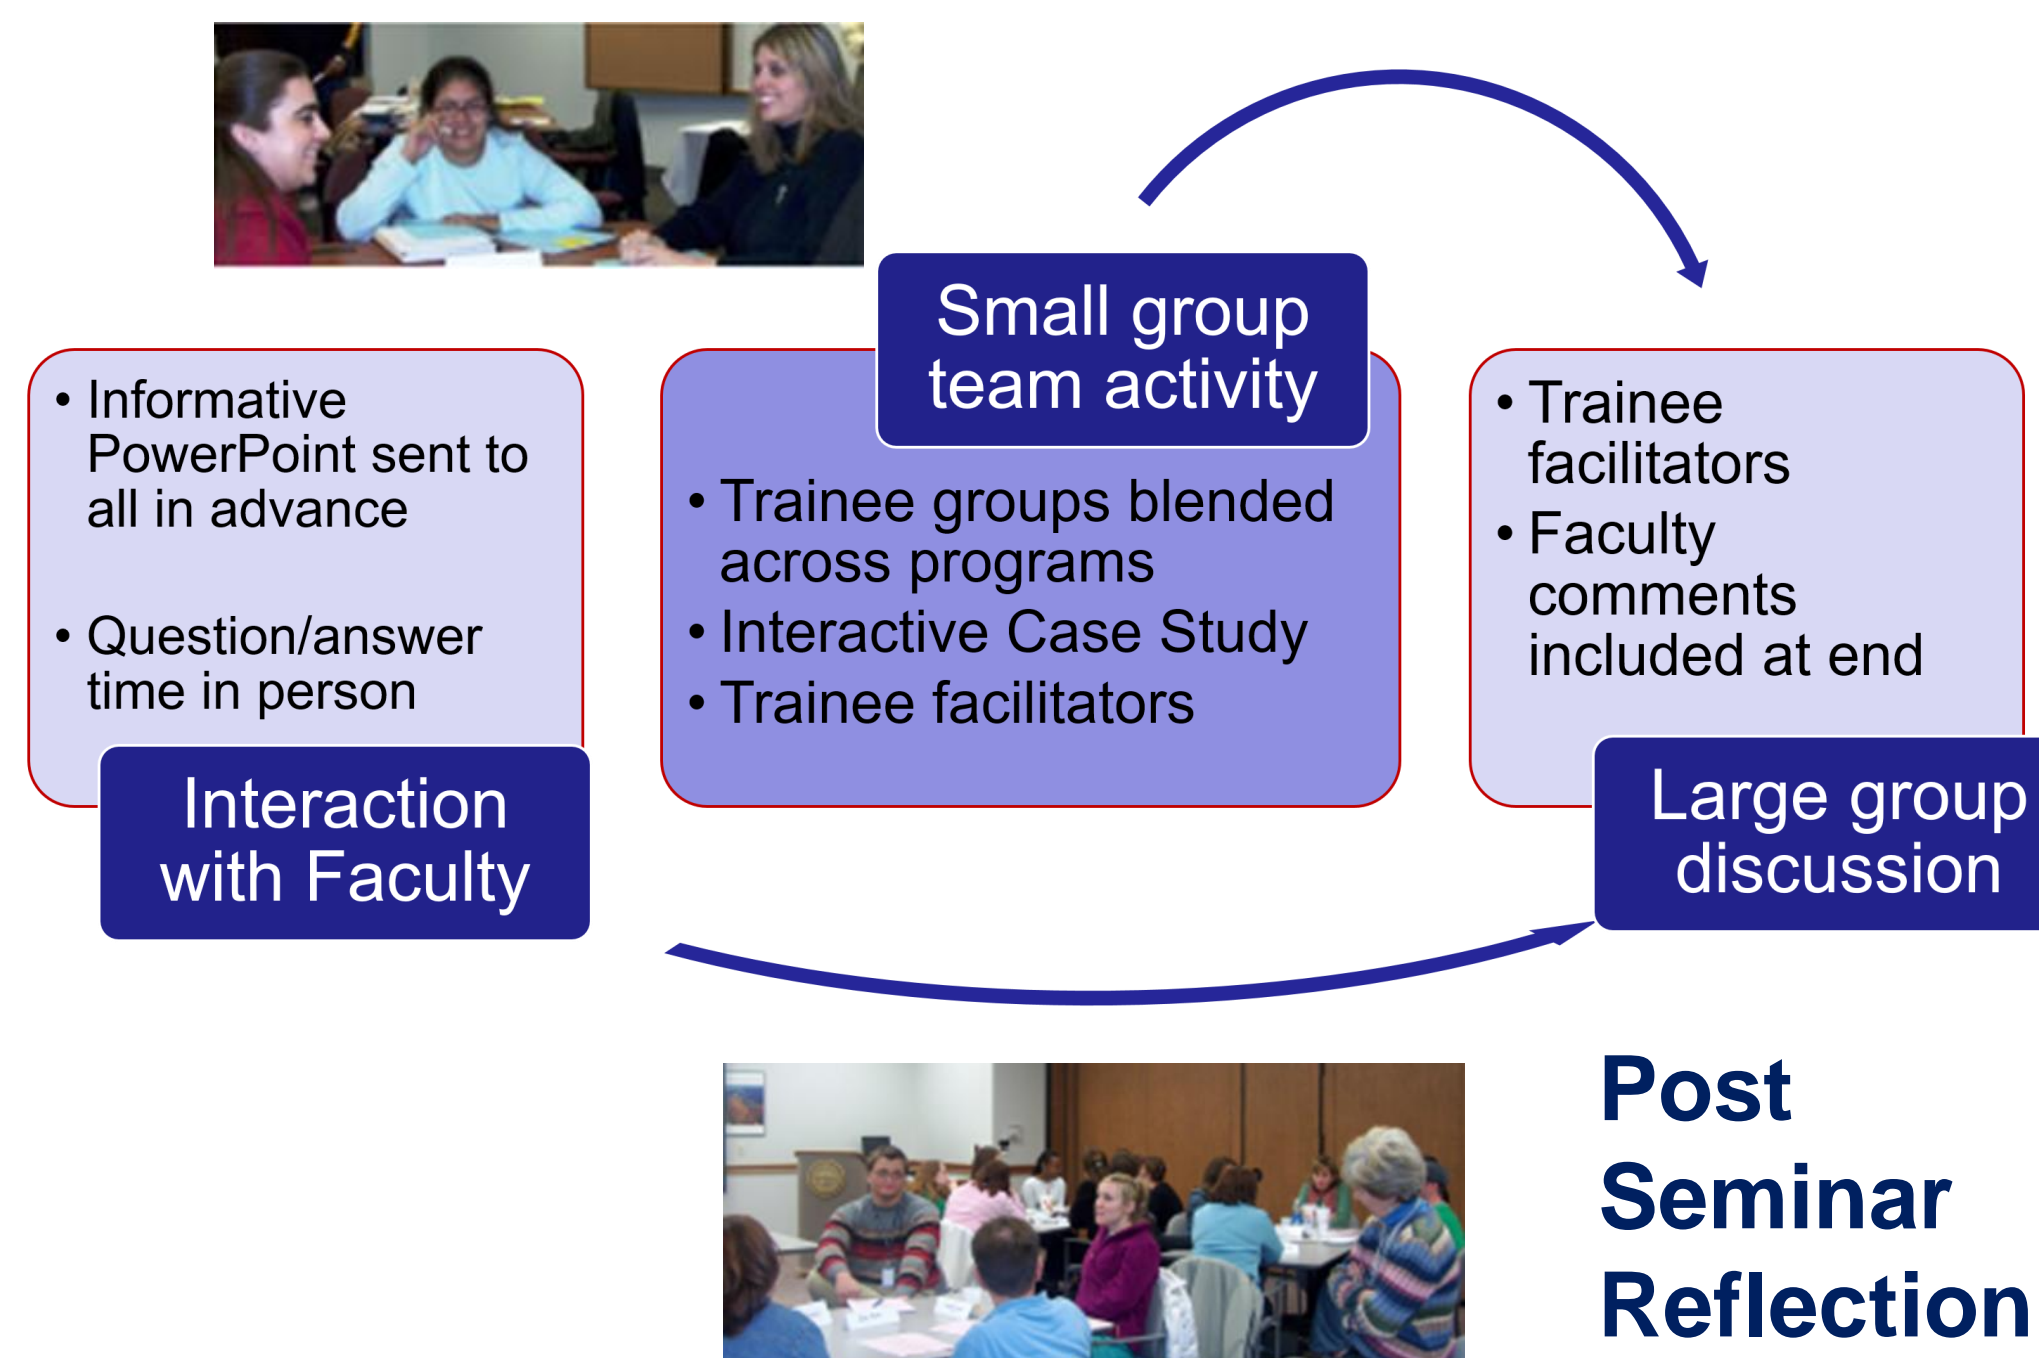 • Informative
PowerPoint sent to
all in advance
• Question/answer
time in person
Interaction
with Faculty
Small group
team activity
• Trainee groups blended
across programs
• Interactive Case Study
• Trainee facilitators
• Trainee
facilitators
• Faculty
comments
included at end
Large group
discussion
Post
Seminar
Reflection